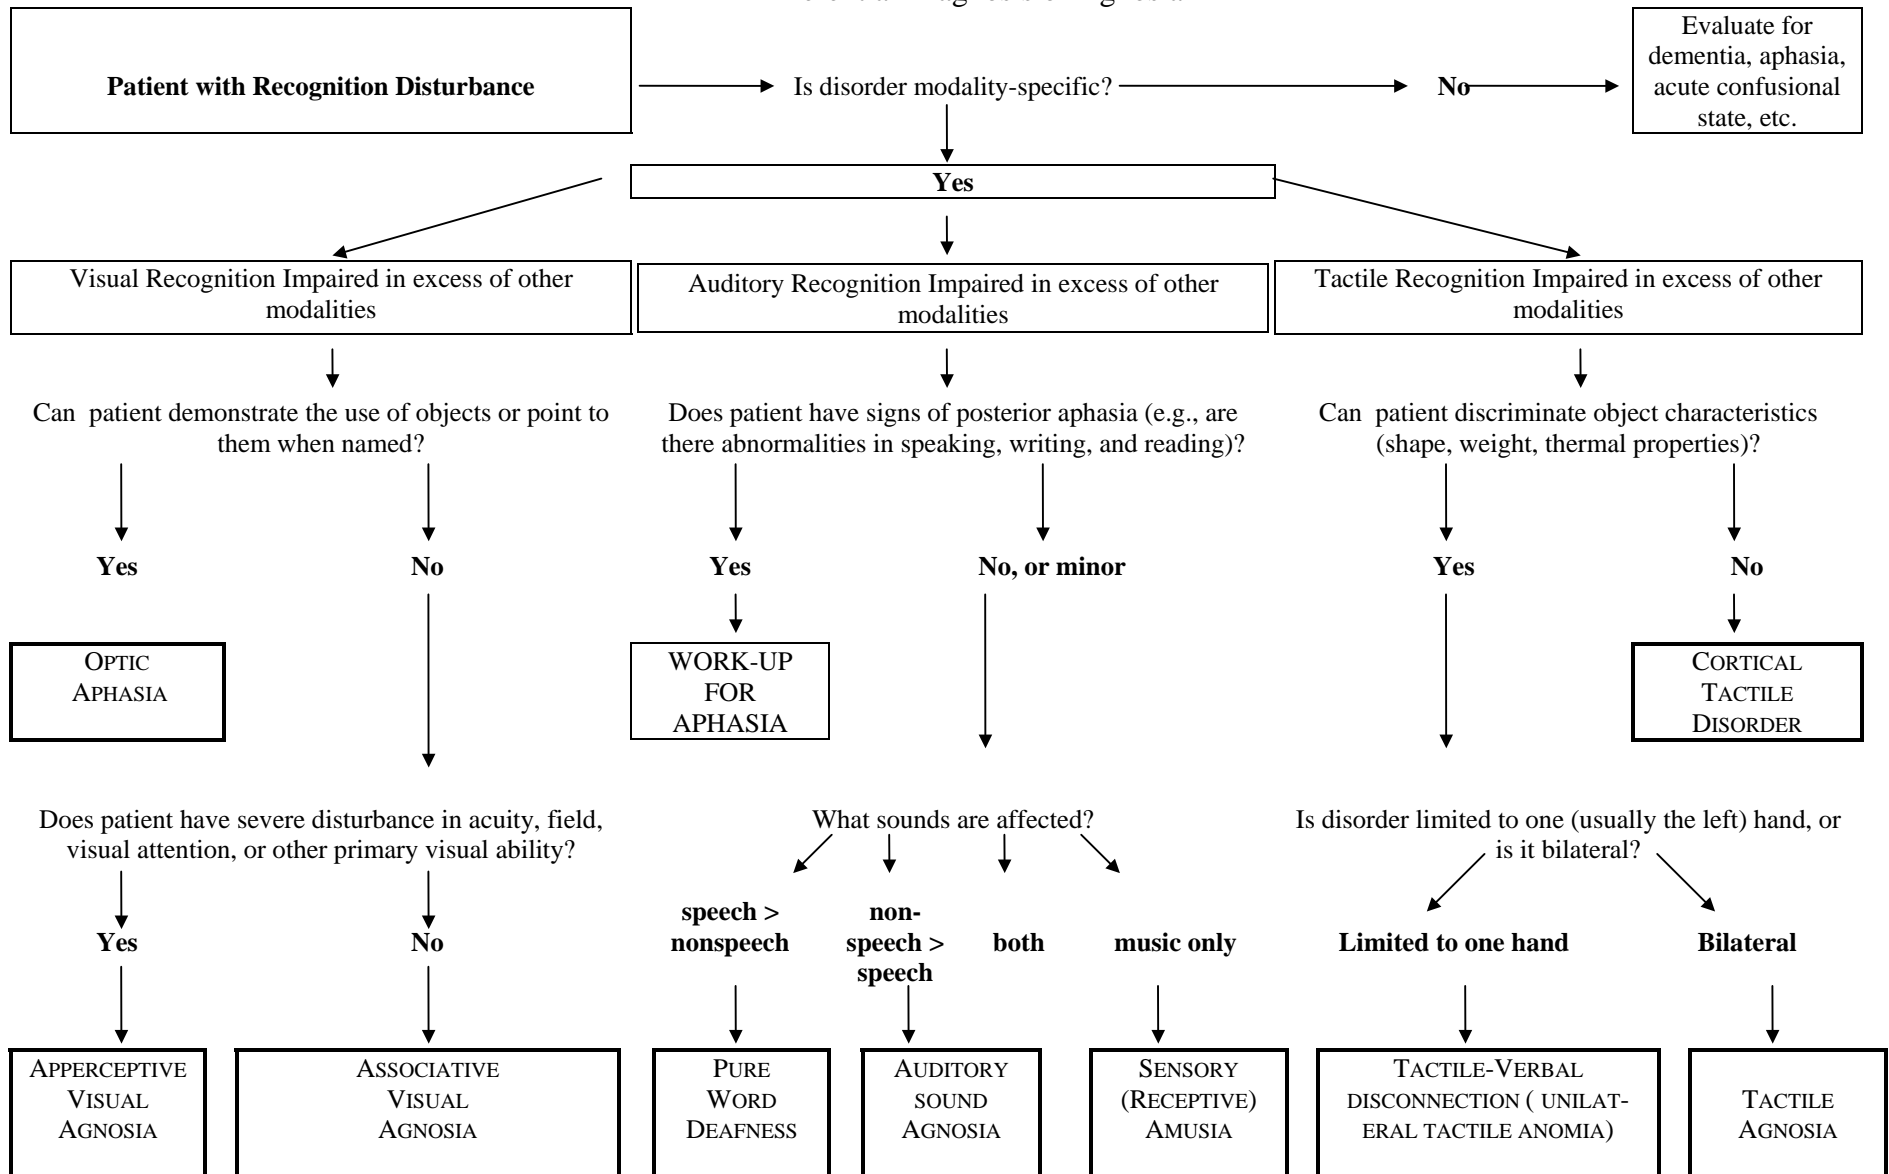 Patient with Recognition Disturbance
Is disorder modality-specific?
No
Evaluate for
dementia, aphasia,
acute confusional
state, etc.
Yes
Visual Recognition Impaired in excess of other
modalities
Auditory Recognition Impaired in excess of other
modalities
Tactile Recognition Impaired in excess of other
modalities
Can patient demonstrate the use of objects or point to
them when named?
Does patient have signs of posterior aphasia (e.g., are
there abnormalities in speaking, writing, and reading)?
Can patient discriminate object characteristics
(shape, weight, thermal properties)?
Yes
No
Yes
No, or minor
Yes
No
OPTIC
APHASIA
WORK-UP
FOR
APHASIA
CORTICAL
TACTILE
DISORDER
Does patient have severe disturbance in acuity, field,
visual attention, or other primary visual ability?
What sounds are affected?
Is disorder limited to one (usually the left) hand, or
is it bilateral?
Yes
No
speech >
nonspeech
non-
speech >
speech
both
music only
Limited to one hand
Bilateral
APPERCEPTIVE
VISUAL
AGNOSIA
ASSOCIATIVE
VISUAL
AGNOSIA
PURE
WORD
DEAFNESS
AUDITORY
SOUND
AGNOSIA
SENSORY
(RECEPTIVE)
AMUSIA
TACTILE-VERBAL
DISCONNECTION ( UNILAT-
ERAL TACTILE ANOMIA)
TACTILE
AGNOSIA